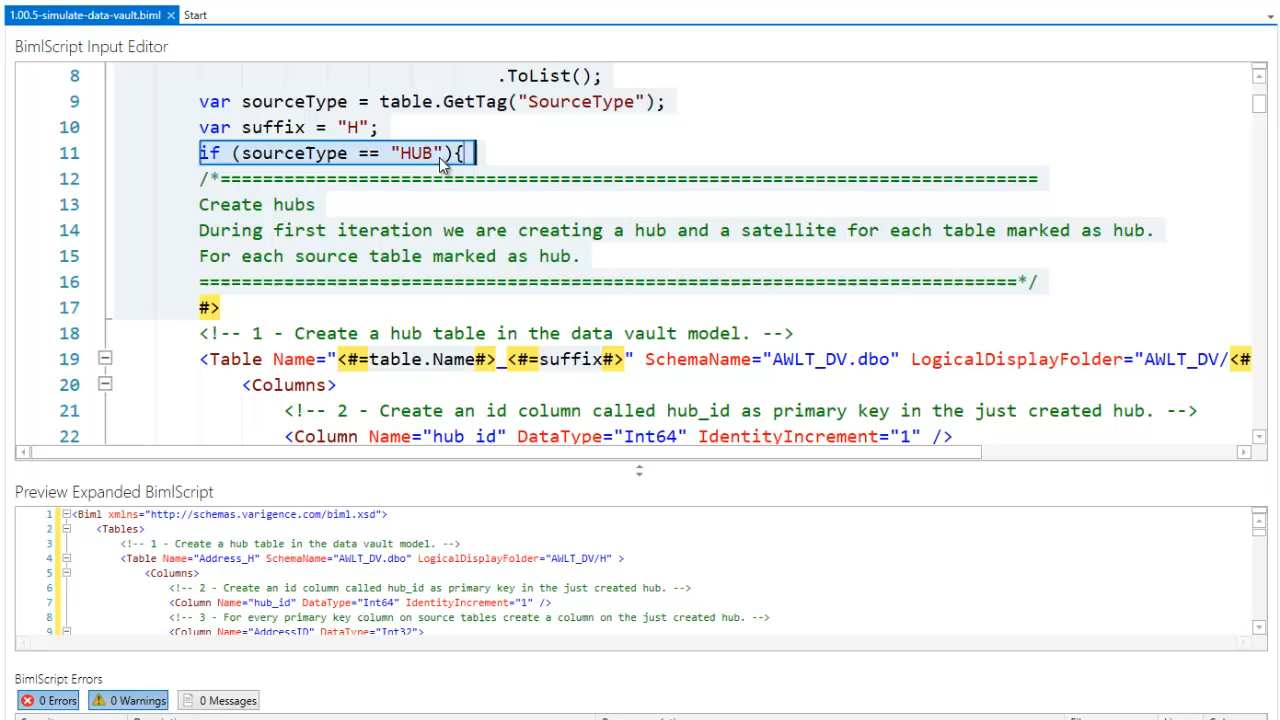 1.00.5-simulate-data-vault.biml × Start
BimlScript Input Editor
8 .ToList();
9 var sourceType = table.GetTag("SourceType");
10 var suffix = "H";
11 if (sourceType == "HUB"){
12 /*=============================================================================
13 Create hubs
14 During first iteration we are creating a hub and a satellite for each table marked as hub.
15 For each source table marked as hub.
16 =============================================================================*/
17 #>
18 <!-- 1 - Create a hub table in the data vault model. -->
19 <Table Name="<#=table.Name#>_<#=suffix#>" SchemaName="AWLT_DV.dbo" LogicalDisplayFolder="AWLT_DV/<#
20 <Columns>
21 <!-- 2 - Create an id column called hub_id as primary key in the just created hub. -->
22 <Column Name="hub_id" DataType="Int64" IdentityIncrement="1" />
Preview Expanded BimlScript
1 <Biml xmlns="http://schemas.varigence.com/biml.xsd">
2 <Tables>
3 <!-- 1 - Create a hub table in the data vault model. -->
4 <Table Name="Address_H" SchemaName="AWLT_DV.dbo" LogicalDisplayFolder="AWLT_DV/H" >
5 <Columns>
6 <!-- 2 - Create an id column called hub_id as primary key in the just created hub. -->
7 <Column Name="hub_id" DataType="Int64" IdentityIncrement="1" />
8 <!-- 3 - For every primary key column on source tables create a column on the just created hub. -->
9 <Column Name="AddressID" DataType="Int32">
BimlScript Errors
0 Errors 0 Warnings 0 Messages